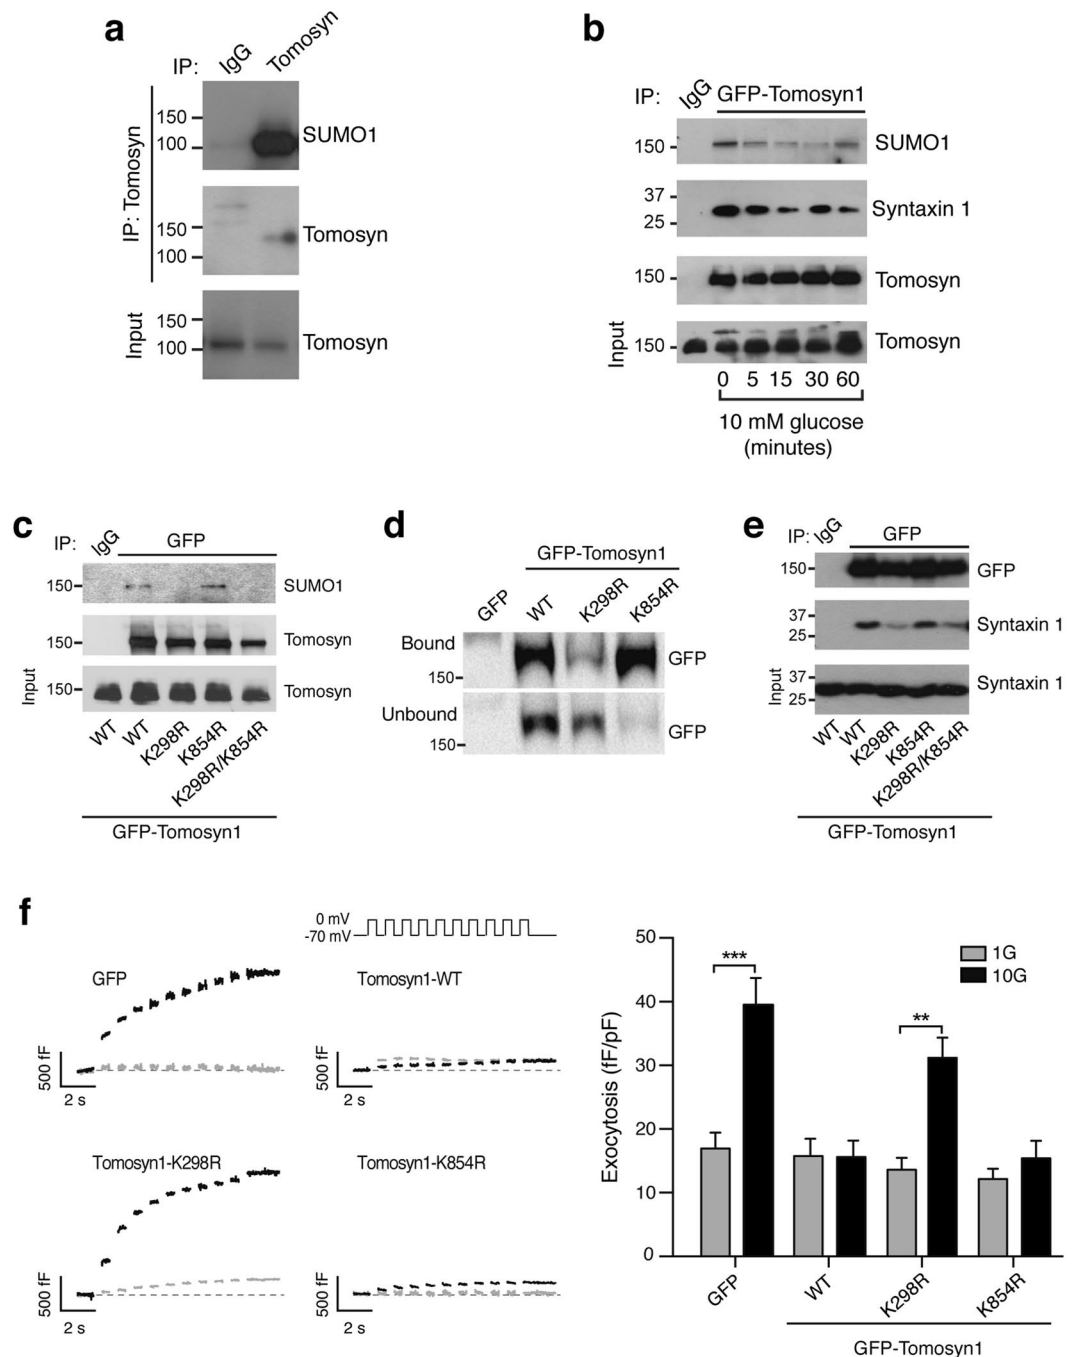 a
IP: IgG Tomosyn
IP: Tomosyn
150
100
SUMO1
150
100
Tomosyn
Input
150
100
Tomosyn
b
IP: IgG GFP-Tomosyn1
150
SUMO1
37
25
Syntaxin 1
150
Tomosyn
Input
150
Tomosyn
0 5 15 30 60
10 mM glucose
(minutes)
c
IP: IgG GFP
150
SUMO1
150
Tomosyn
Input
150
Tomosyn
WT WT K298R K854R K298R/K854R
GFP-Tomosyn1
d
GFP-Tomosyn1
GFP WT K298R K854R
Bound
150
GFP
Unbound
150
GFP
e
IP: IgG GFP
150
GFP
37
25
Syntaxin 1
Input
37
25
Syntaxin 1
WT WT K298R K854R K298R/K854R
GFP-Tomosyn1
f
0 mV
-70 mV
GFP
500 fF
2 s
Tomosyn1-WT
500 fF
2 s
Tomosyn1-K298R
500 fF
2 s
Tomosyn1-K854R
500 fF
2 s
Exocytosis (fF/pF)
50
40
30
20
10
0
***
**
1G
10G
GFP WT K298R K854R
GFP-Tomosyn1